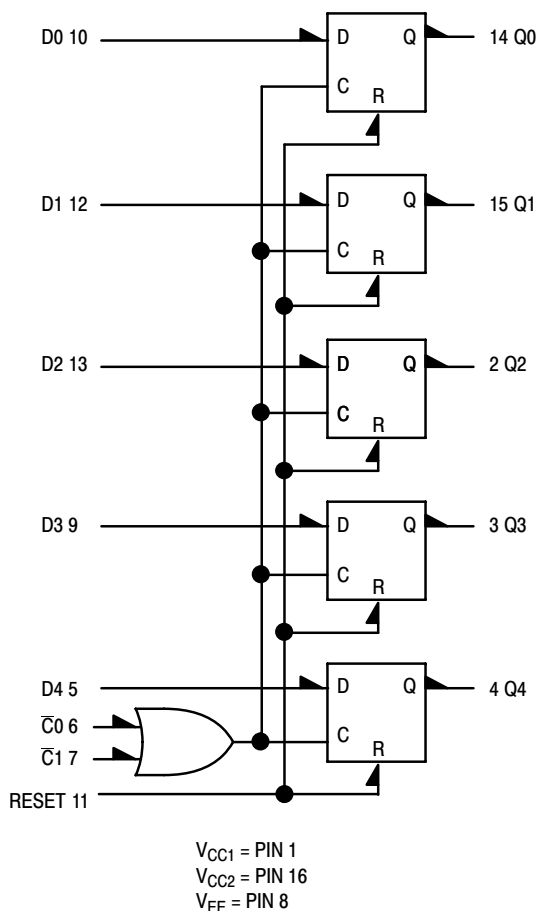 D0 10 D Q 14 Q0
C
R
D1 12 D Q 15 Q1
C
R
D2 13 D Q 2 Q2
C
R
D3 9 D Q 3 Q3
C
R
D4 5 D Q 4 Q4
C̅0 6
C
R
C̅1 7
RESET 11
VCC1 = PIN 1
VCC2 = PIN 16
VEE = PIN 8